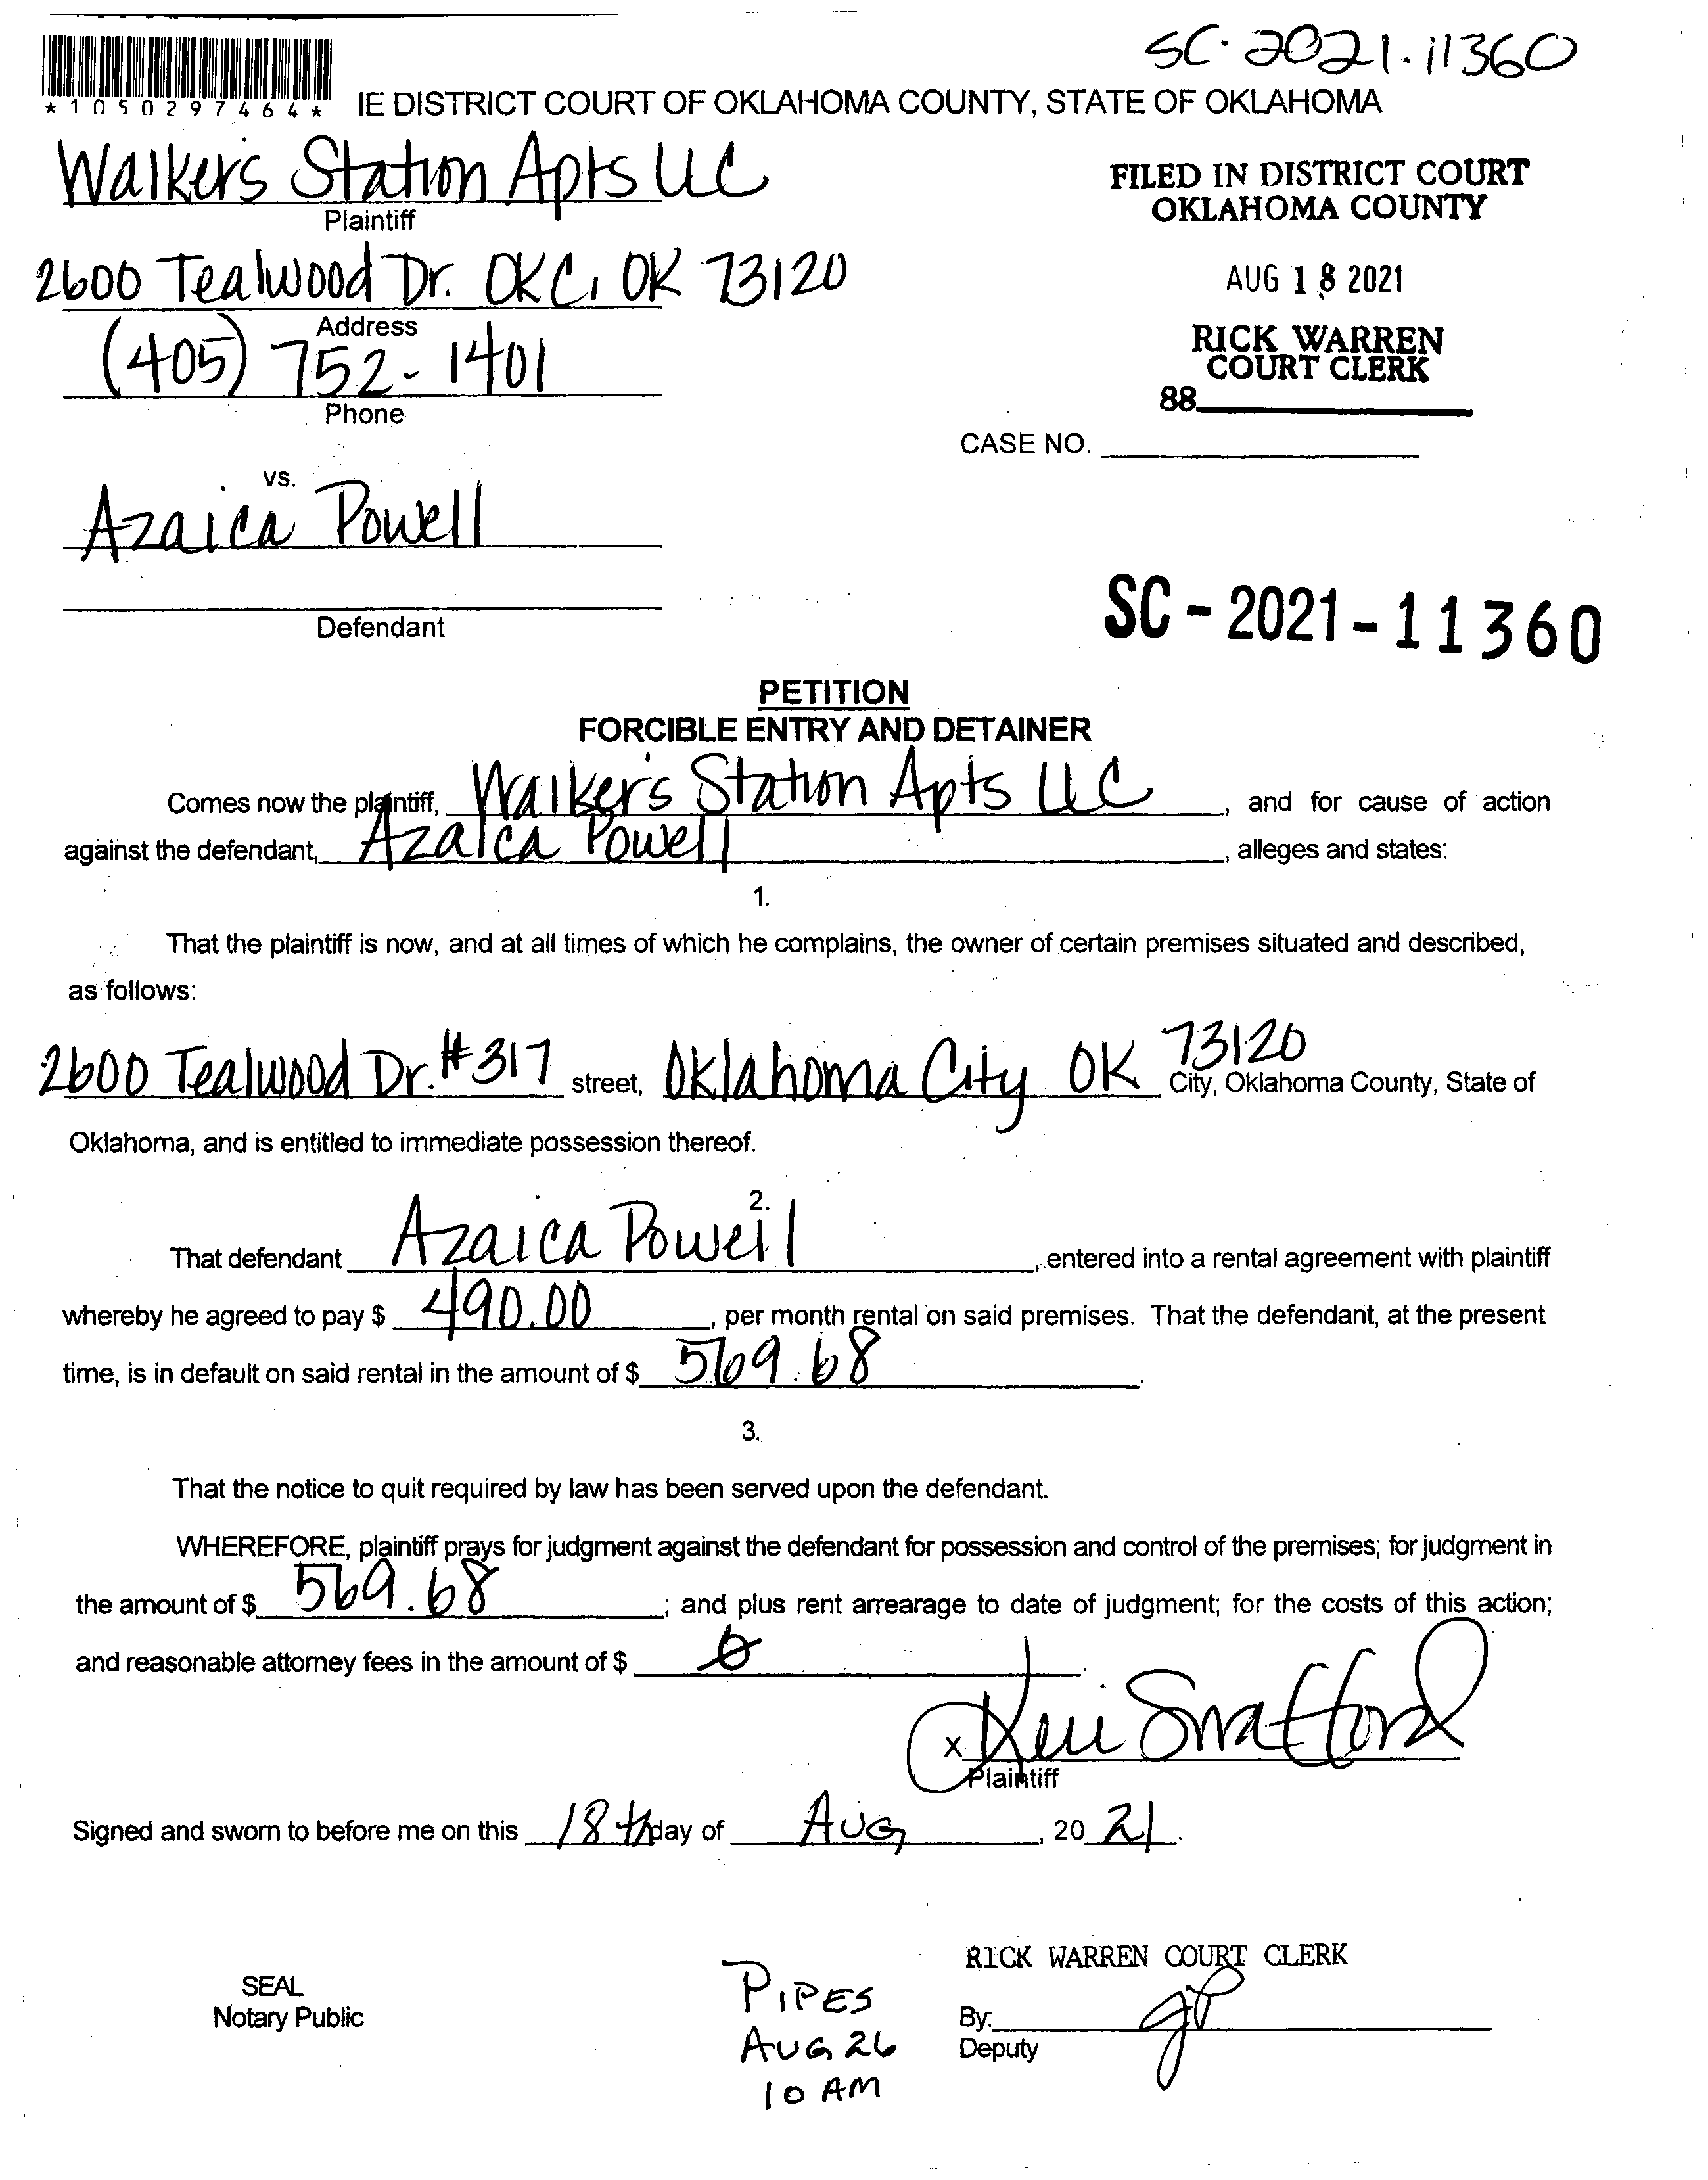 SC-2021-11360
*1050297464*
IE DISTRICT COURT OF OKLAHOMA COUNTY, STATE OF OKLAHOMA
Walkers Station Apts LLC
Plaintiff
FILED IN DISTRICT COURT
OKLAHOMA COUNTY
2600 Tealwood Dr. OKC, OK 73120
Address
AUG 18 2021
(405) 752-1401
Phone
RICK WARREN
COURT CLERK
88
CASE NO.
vs.
Azaica Powell
Defendant
SC-2021-11360
PETITION
FORCIBLE ENTRY AND DETAINER
Comes now the plaintiff, Walker's Station Apts LLC, and for cause of action
against the defendant, Azaica Powell, alleges and states:
1.
That the plaintiff is now, and at all times of which he complains, the owner of certain premises situated and described,
as follows:
2600 Tealwood Dr. #317 street, Oklahoma City OK 73120 City, Oklahoma County, State of
Oklahoma, and is entitled to immediate possession thereof.
2.
That defendant Azaica Powell, entered into a rental agreement with plaintiff
whereby he agreed to pay $ 490.00, per month rental on said premises. That the defendant, at the present
time, is in default on said rental in the amount of $ 569.68.
3.
That the notice to quit required by law has been served upon the defendant.
WHEREFORE, plaintiff prays for judgment against the defendant for possession and control of the premises; for judgment in
the amount of $ 569.68; and plus rent arrearage to date of judgment; for the costs of this action;
and reasonable attorney fees in the amount of $ 0.
x
Plaintiff
Signed and sworn to before me on this 18th day of Aug, 20 21.
SEAL
Notary Public
PIPES
AUG 26
10 AM
RICK WARREN COURT CLERK
By:
Deputy